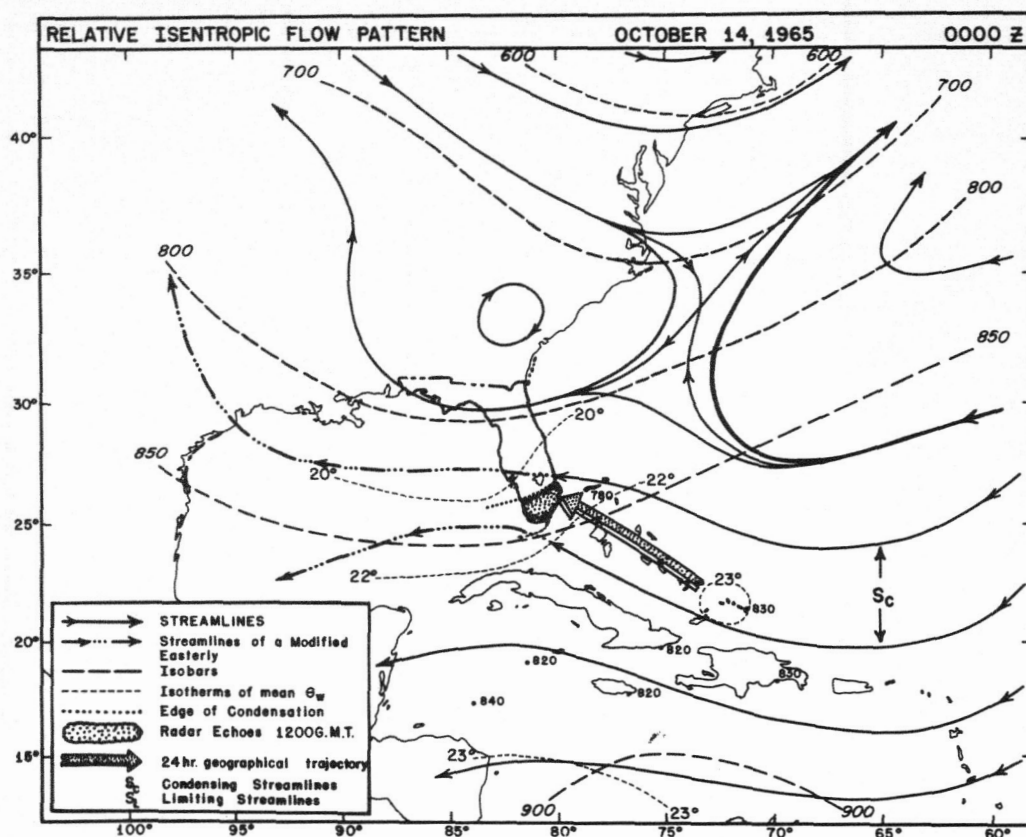 RELATIVE ISENTROPIC FLOW PATTERN OCTOBER 14, 1965 0000 Z
600 600
700 700
40°
800
800
35°
850
30°
20°
850
20° 22°
780
25°
22°
23°
830
Sc
STREAMLINES
Streamlines of a Modified
Easterly
Isobars
Isotherms of mean θw
Edge of Condensation
Radar Echoes 1200G.M.T.
24hr. geographical trajectory
Condensing Streamlines
Limiting Streamlines
20°
820 820
830
820
840
15°
23°
23°
900 900
100° 95° 90° 85° 80° 75° 70° 65° 60°